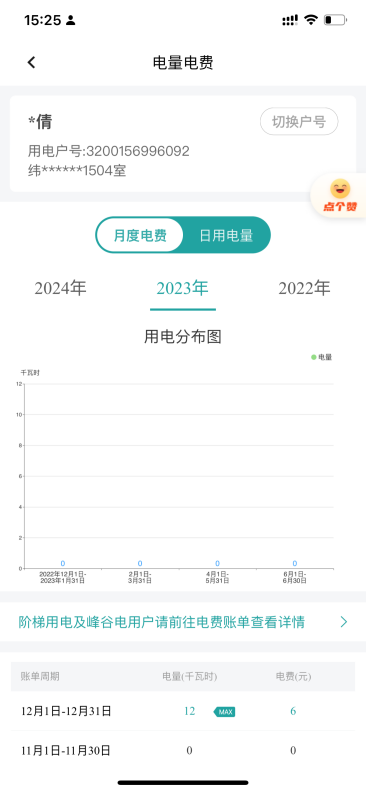 15:25
电量电费
*倩
切换户号
用电户号:3200156996092
纬******1504室
点个赞
月度电费
日用电量
2024年
2023年
2022年
用电分布图
电量
千瓦时
12
10
8
6
4
2
0
0
0
0
0
2022年12月1日-
2023年1月31日
2月1日-
3月31日
4月1日-
5月31日
6月1日-
6月30日
阶梯用电及峰谷电用户请前往电费账单查看详情
账单周期
电量(千瓦时)
电费(元)
12月1日-12月31日
12
MAX
6
11月1日-11月30日
0
0